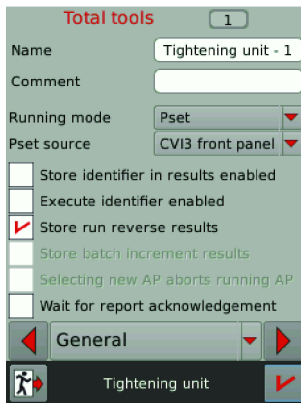 Total tools 1
Name Tightening unit - 1
Comment
Running mode Pset
Pset source CVI3 front panel
Store identifier in results enabled
Execute identifier enabled
Store run reverse results
Store batch increment results
Selecting new AP aborts running AP
Wait for report acknowledgement
General
Tightening unit